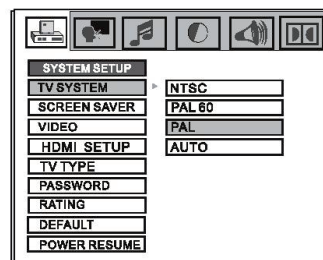 SYSTEM SETUP
TV SYSTEM
NTSC
SCREEN SAVER
PAL 60
VIDEO
PAL
HDMI SETUP
AUTO
TV TYPE
PASSWORD
RATING
DEFAULT
POWER RESUME